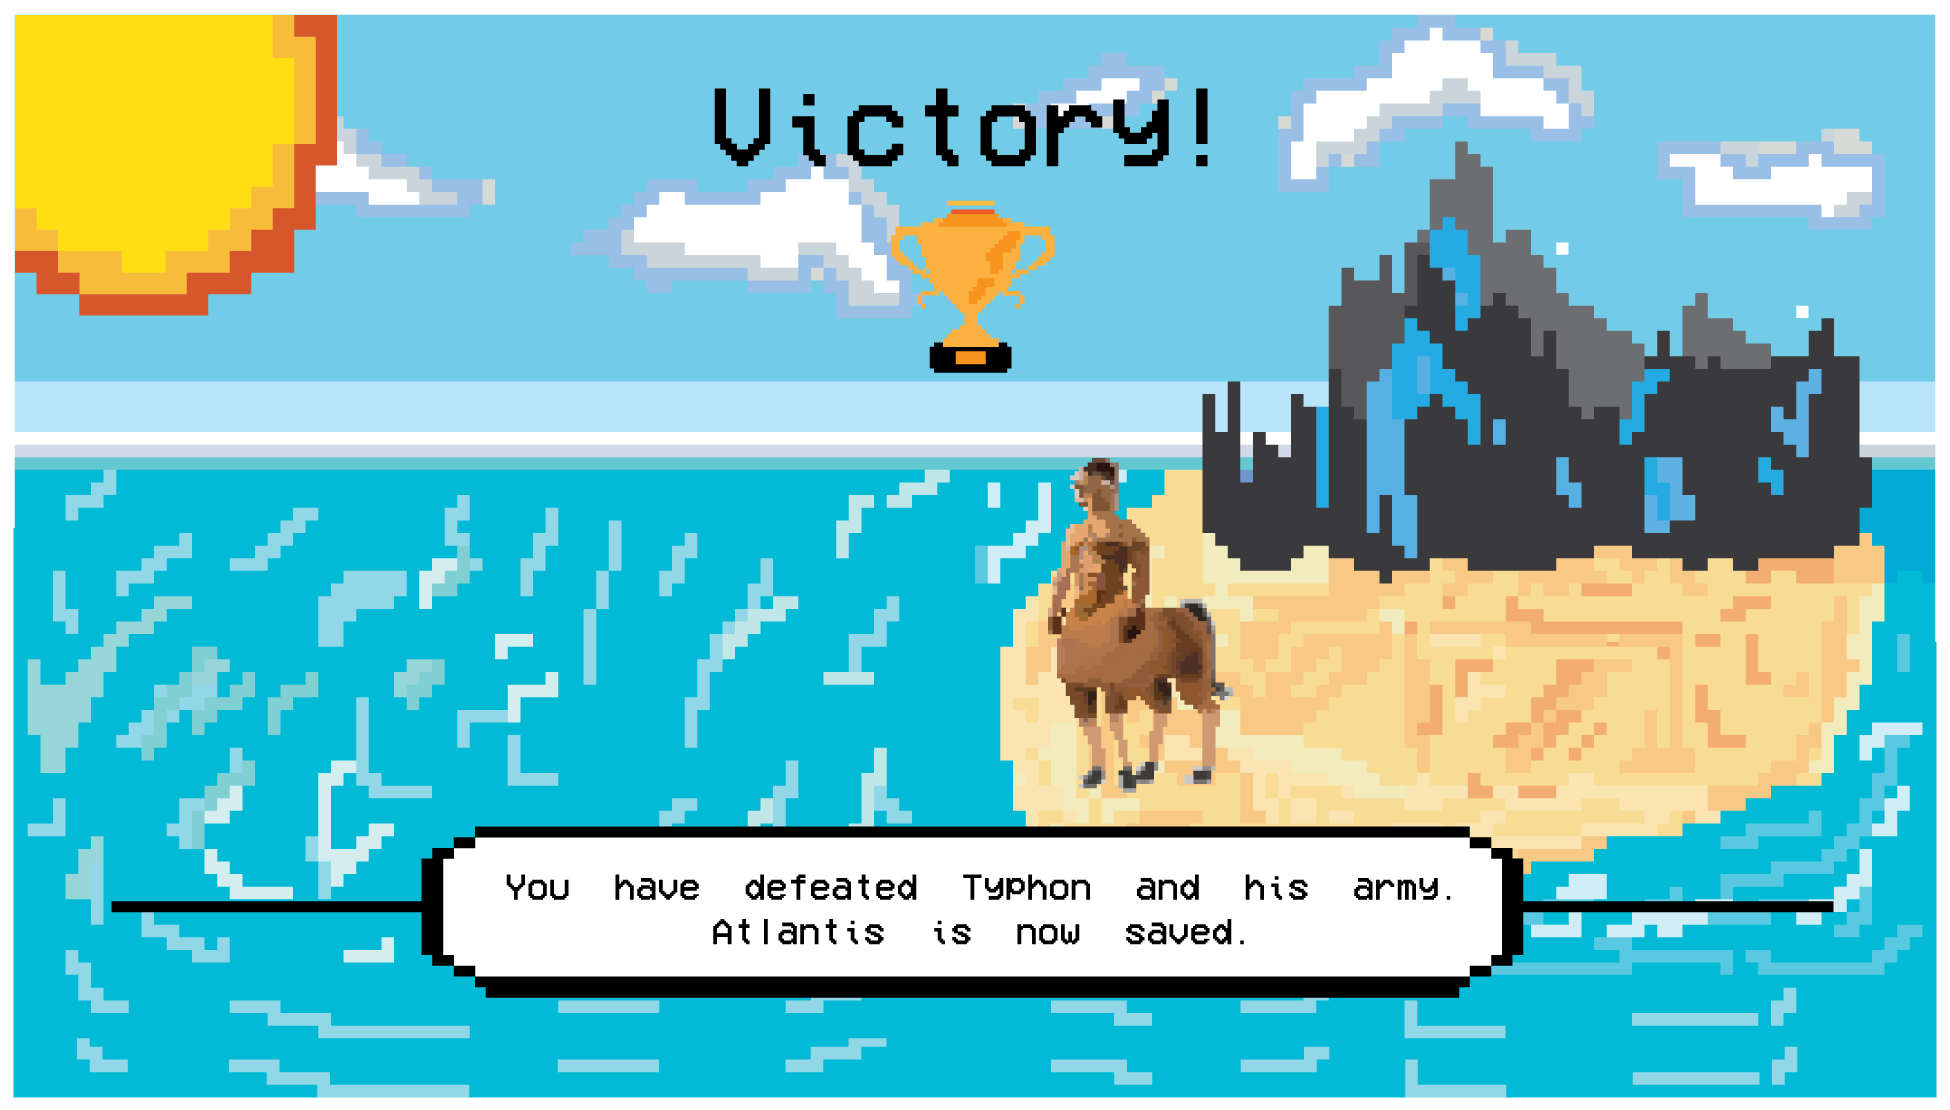 Victory!
You have defeated Typhon and his army.
Atlantis is now saved.